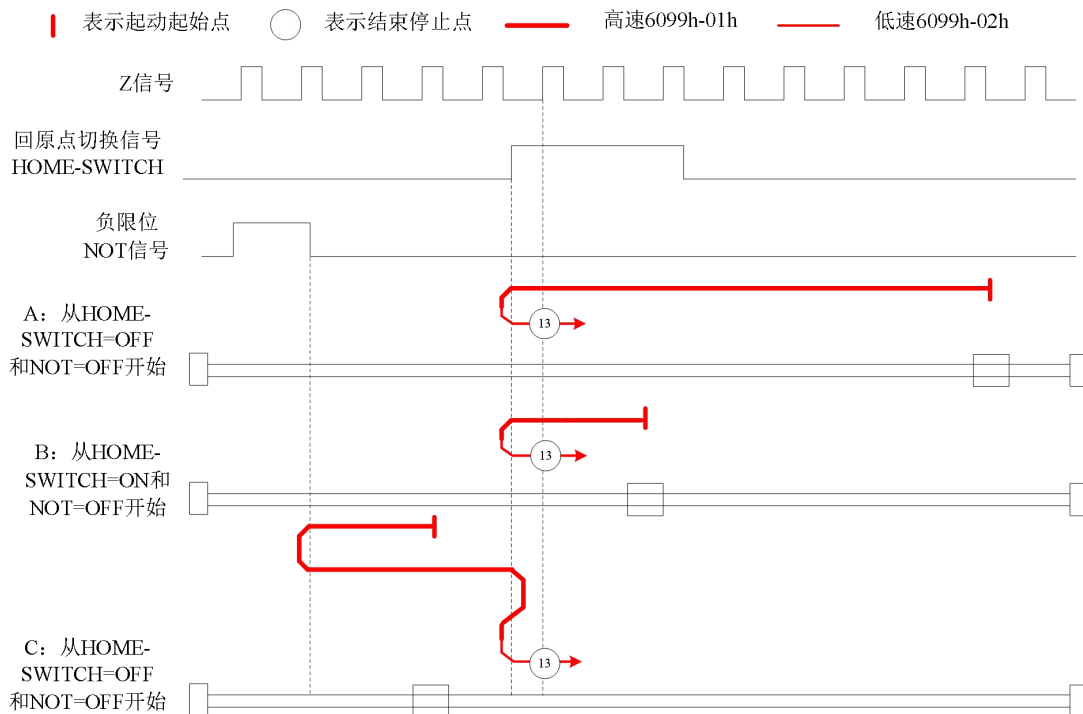 表示起动起始点 表示结束停止点 高速6099h-01h 低速6099h-02h
Z信号
回原点切换信号
HOME-SWITCH
负限位
NOT信号
A：从HOME-
SWITCH=OFF
和NOT=OFF开始
13
B：从HOME-
SWITCH=ON和
NOT=OFF开始
13
C：从HOME-
SWITCH=OFF
和NOT=OFF开始
13